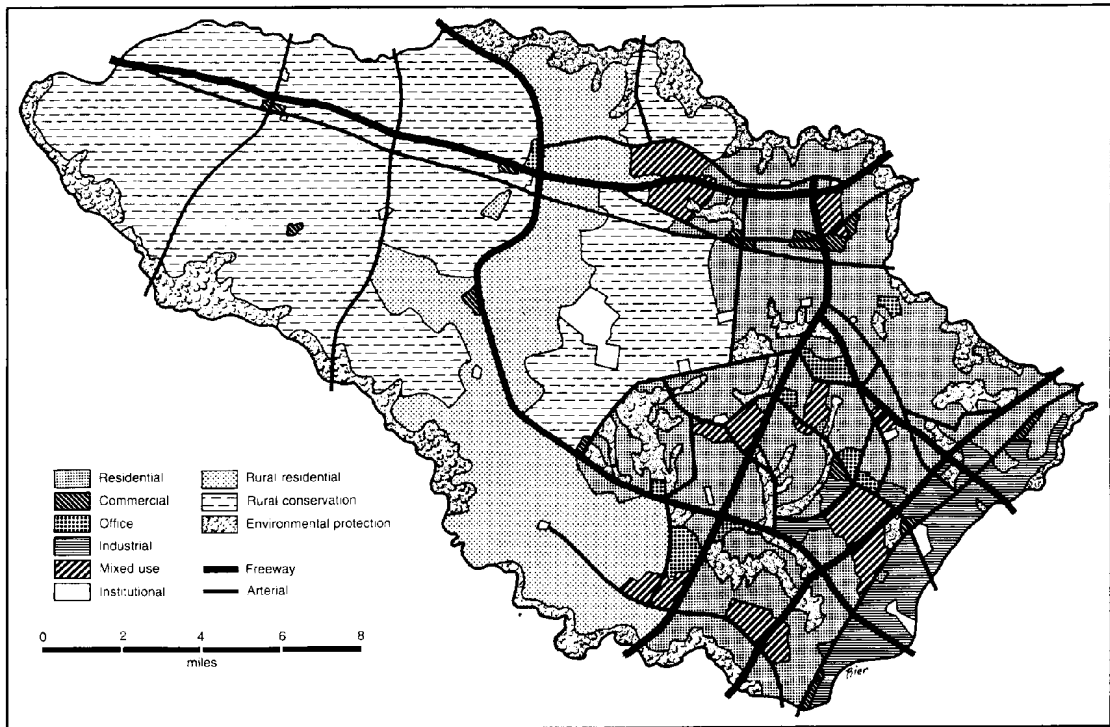 Residential
Commercial
Office
Industrial
Mixed use
Institutional
Rural residential
Rural conservation
Environmental protection
Freeway
Arterial
0 2 4 6 8
miles
Bier